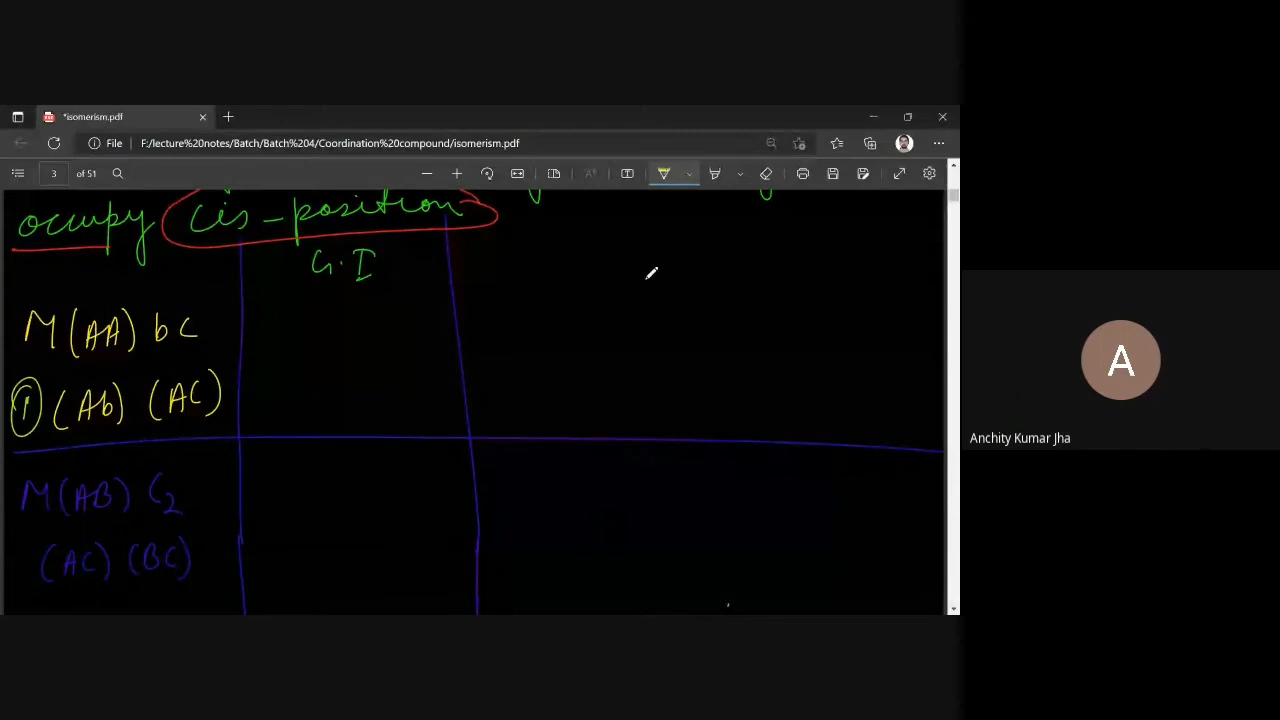 *isomerism.pdf
File F:/lecture%20notes/Batch/Batch%204/Coordination%20compound/isomerism.pdf
3 of 51
occupy cis-position
G.I
M(AA) bc
① (Ab) (AC)
M(AB) C2
(AC) (BC)
A
Anchity Kumar Jha